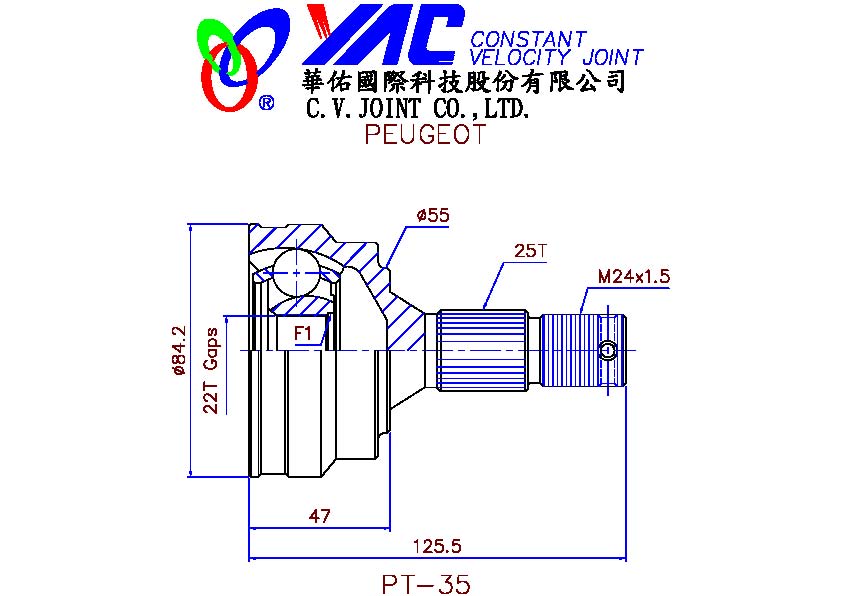 YAC CONSTANT
VELOCITY JOINT
®
華佑國際科技股份有限公司
C.V.JOINT CO.,LTD.
PEUGEOT
ø55
25T
M24x1.5
ø84.2
22T Gaps
F1
47
125.5
PT-35